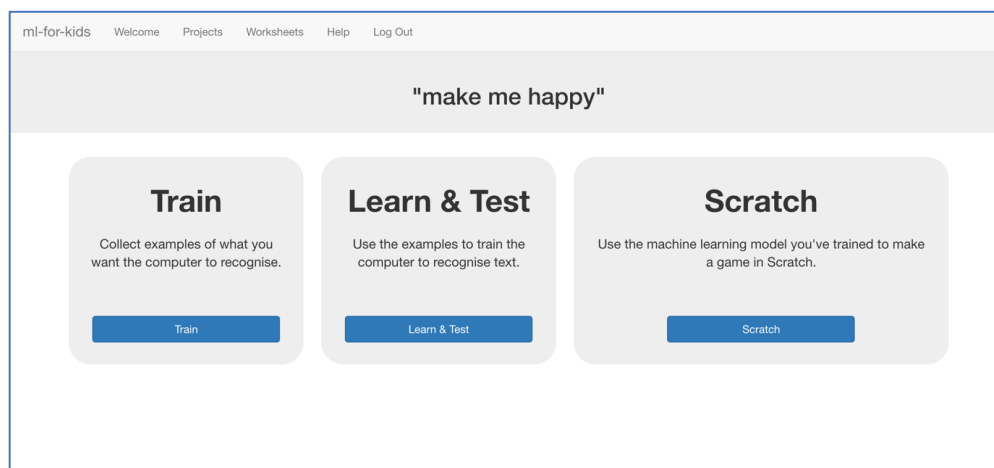 ml-for-kids Welcome Projects Worksheets Help Log Out
"make me happy"
Train
Collect examples of what you
want the computer to recognise.
Train
Learn & Test
Use the examples to train the
computer to recognise text.
Learn & Test
Scratch
Use the machine learning model you've trained to make
a game in Scratch.
Scratch